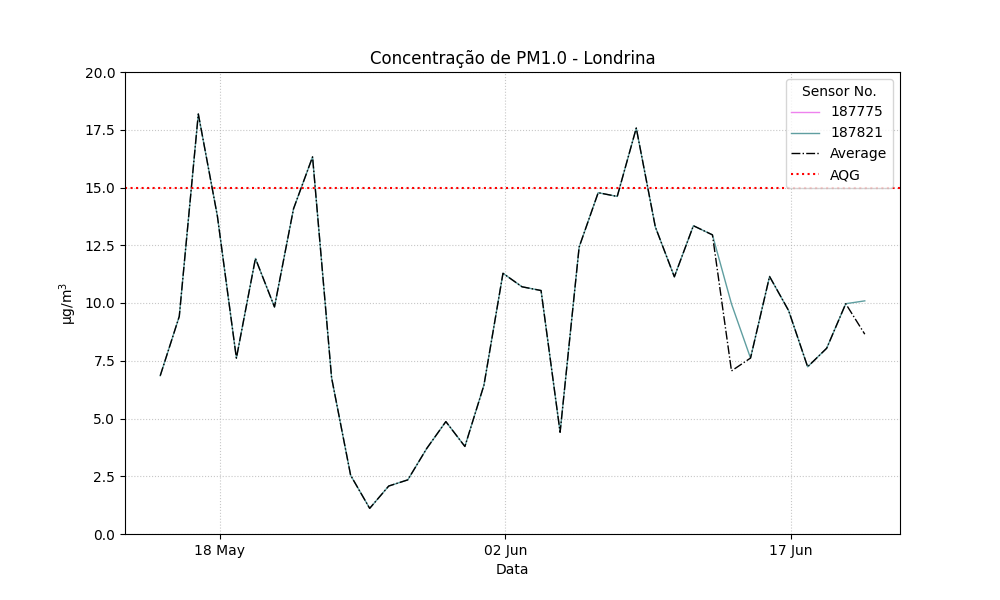 Concentração de PM1.0 - Londrina
20.0
17.5
15.0
12.5
10.0
7.5
5.0
2.5
0.0
µg/m³
18 May
02 Jun
17 Jun
Data
Sensor No.
187775
187821
Average
AQG